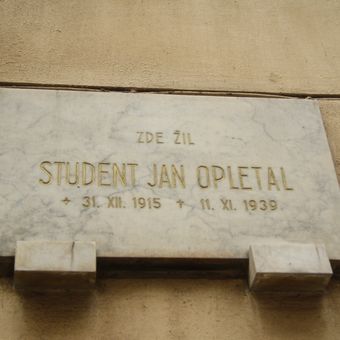 ZDE ŽIL
STUDENT JAN OPLETAL
+ 31. XII. 1915 + 11. XI. 1939